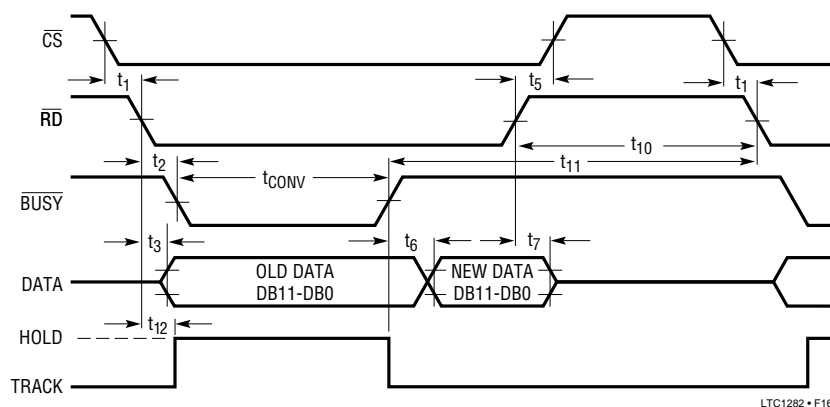 CS
t1
t5
t1
RD
t10
t2
tCONV
t11
BUSY
t3
t6
t7
OLD DATA
DB11-DB0
NEW DATA
DB11-DB0
DATA
t12
HOLD
TRACK
LTC1282 • F16